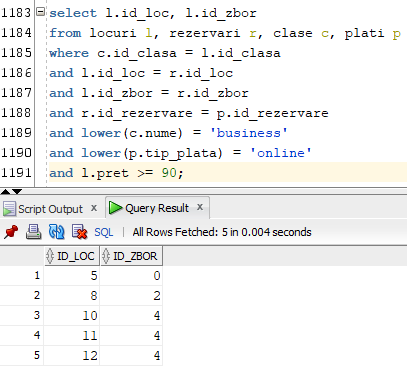 1183 select l.id_loc, l.id_zbor
1184 from locuri l, rezervari r, clase c, plati p
1185 where c.id_clasa = l.id_clasa
1186 and l.id_loc = r.id_loc
1187 and l.id_zbor = r.id_zbor
1188 and r.id_rezervare = p.id_rezervare
1189 and lower(c.nume) = 'business'
1190 and lower(p.tip_plata) = 'online'
1191 and l.pret >= 90;
Script Output x Query Result x
SQL | All Rows Fetched: 5 in 0.004 seconds
ID_LOC ID_ZBOR
1 5 0
2 8 2
3 10 4
4 11 4
5 12 4